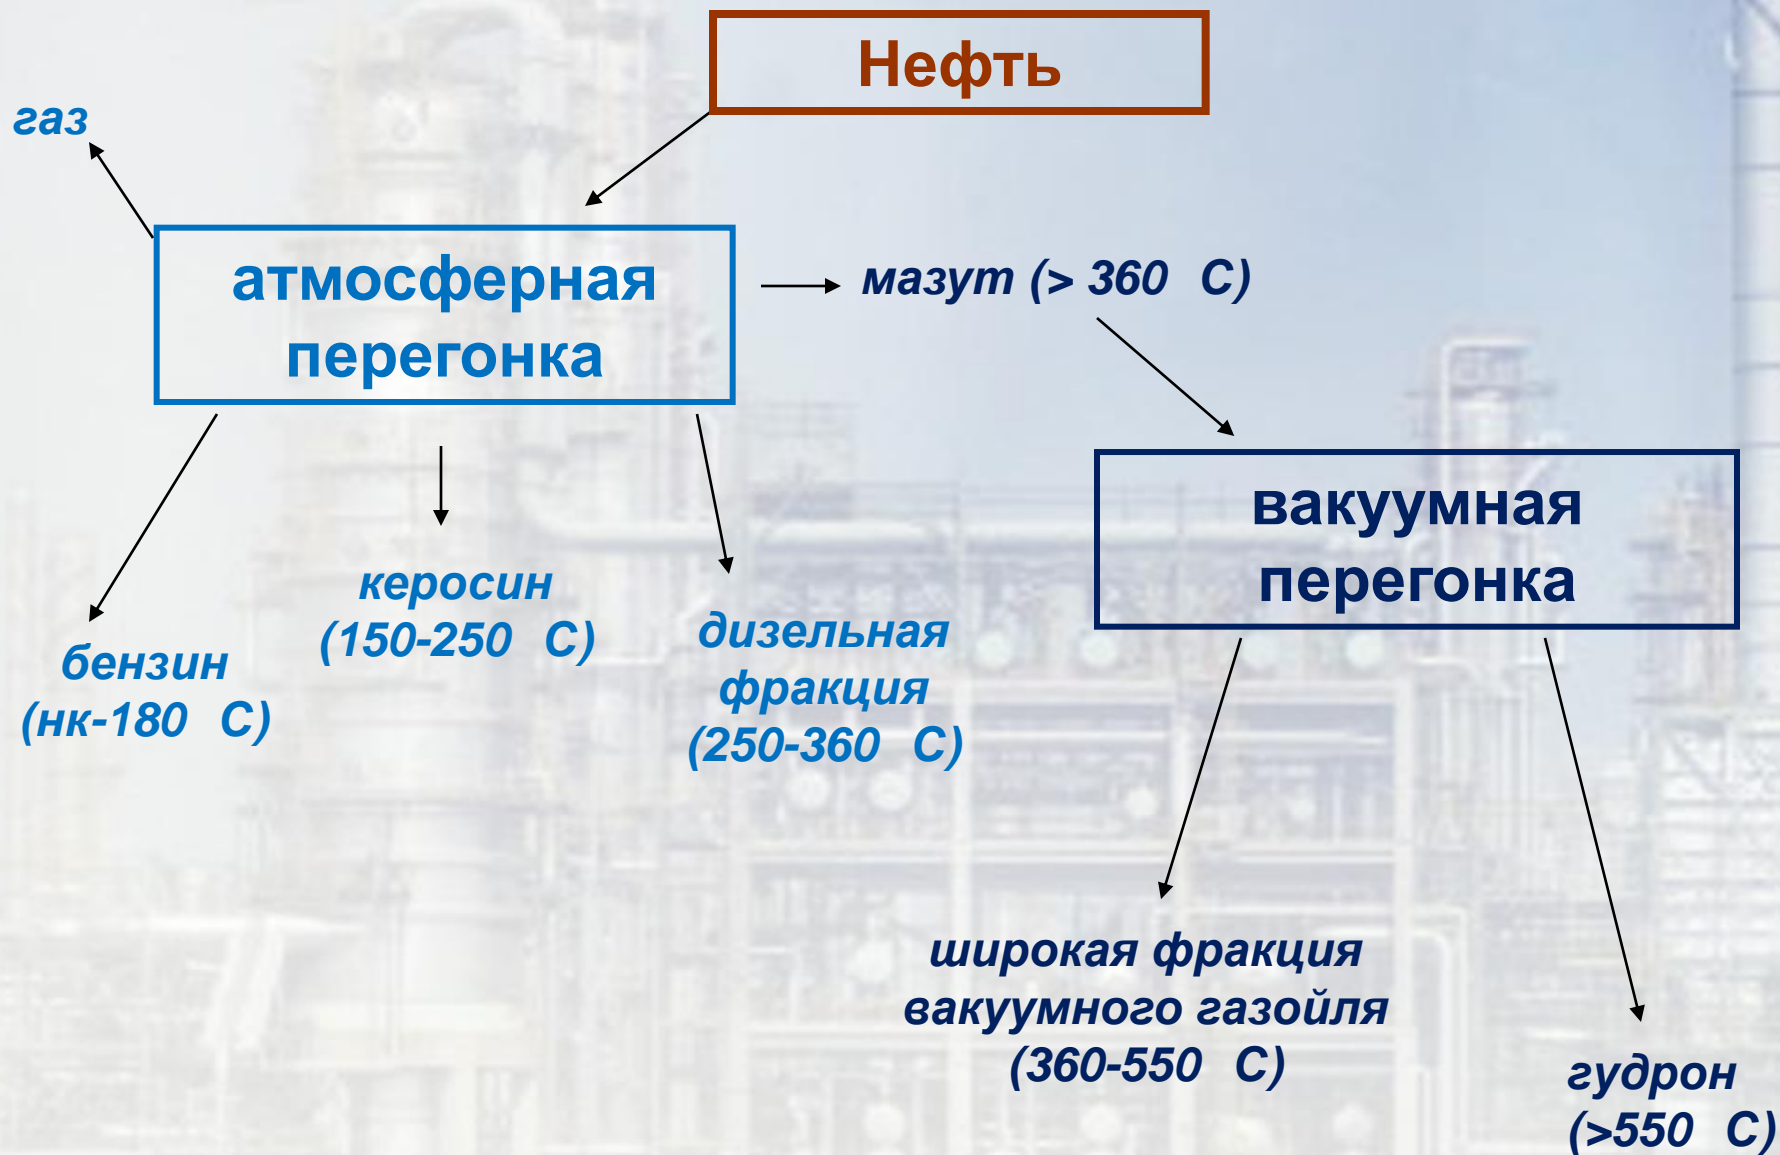 Нефть
газ
атмосферная
перегонка
мазут (> 360 С)
вакуумная
перегонка
керосин
(150-250 С)
бензин
(нк-180 С)
дизельная
фракция
(250-360 С)
широкая фракция
вакуумного газойля
(360-550 С)
гудрон
(>550 С)